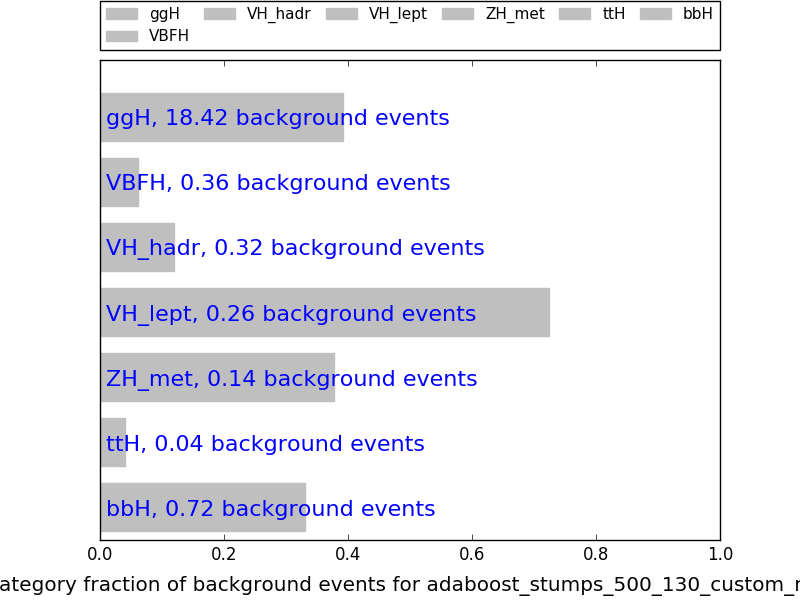 ggH VH_hadr VH_lept ZH_met ttH bbH
VBFH
ggH, 18.42 background events
VBFH, 0.36 background events
VH_hadr, 0.32 background events
VH_lept, 0.26 background events
ZH_met, 0.14 background events
ttH, 0.04 background events
bbH, 0.72 background events
0.0 0.2 0.4 0.6 0.8 1.0
ategory fraction of background events for adaboost_stumps_500_130_custom_